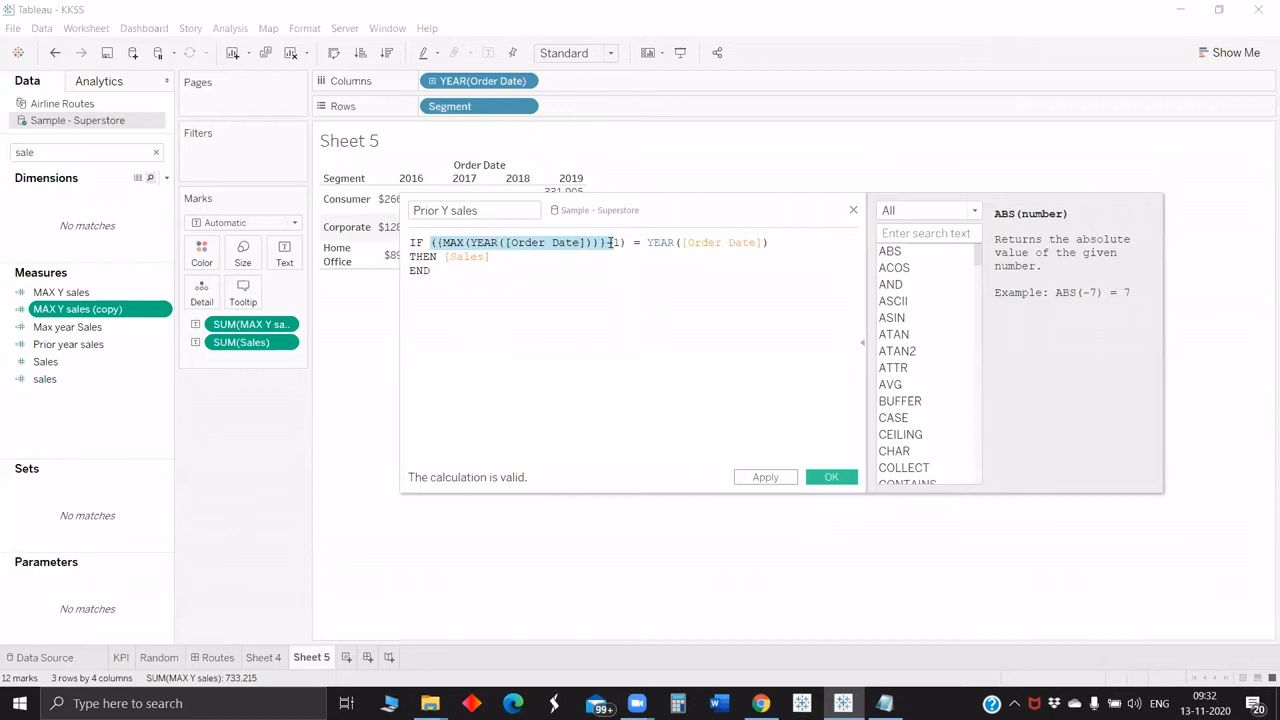 Tableau - KKSS
File Data Worksheet Dashboard Story Analysis Map Format Server Window Help
Standard
Show Me
Data Analytics
Airline Routes
Sample - Superstore
sale
Dimensions
No matches
Measures
MAX Y sales
MAX Y sales (copy)
Max year Sales
Prior year sales
Sales
sales
Sets
No matches
Parameters
No matches
Pages
Filters
Marks
Automatic
Color Size Text
Detail Tooltip
SUM(MAX Y sa..
SUM(Sales)
Columns YEAR(Order Date)
Rows Segment
Sheet 5
Order Date
Segment 2016 2017 2018 2019
331,905
Consumer $266
Corporate $128
Home
Office $89
Prior Y sales Sample - Superstore
IF ({MAX(YEAR([Order Date]))}-1) = YEAR([Order Date])
THEN [Sales]
END
The calculation is valid.
Apply OK
All
Enter search text
ABS
ACOS
AND
ASCII
ASIN
ATAN
ATAN2
ATTR
AVG
BUFFER
CASE
CEILING
CHAR
COLLECT
CONTAINS
ABS(number)
Returns the absolute
value of the given
number.
Example: ABS(-7) = 7
Data Source KPI Random Routes Sheet 4 Sheet 5
12 marks 3 rows by 4 columns SUM(MAX Y sales): 733,215
Type here to search
99+
09:32
13-11-2020
20